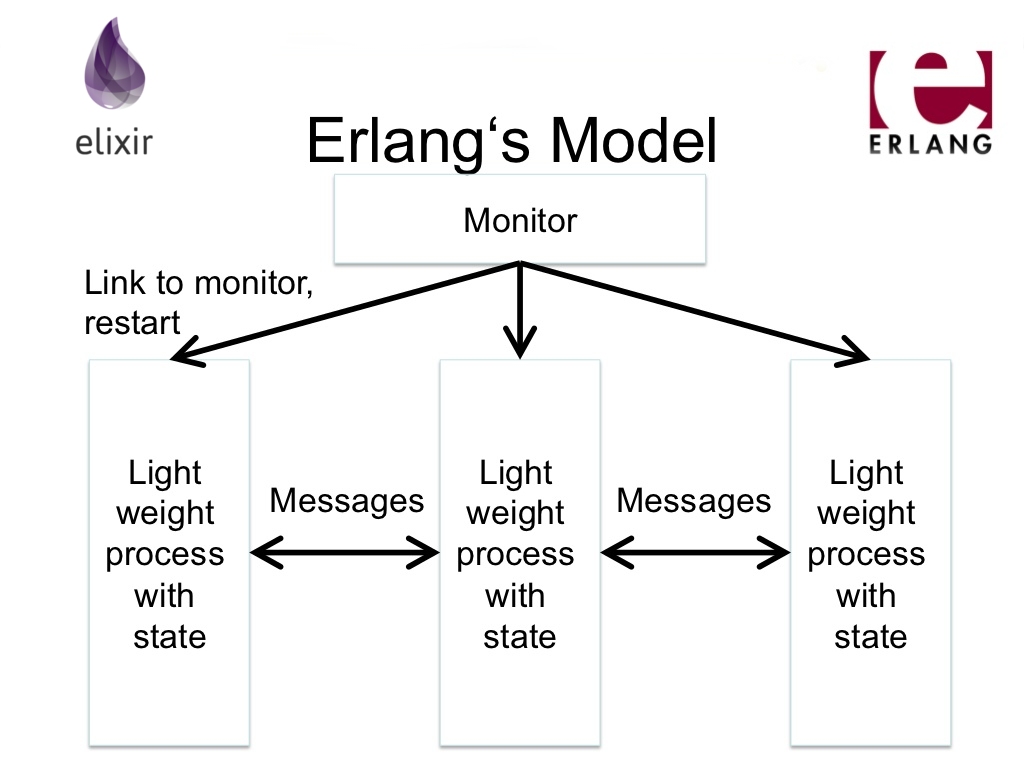 elixir
ERLANG
Erlang‘s Model
Monitor
Link to monitor,
restart
Light
weight
process
with
state
Messages
Light
weight
process
with
state
Messages
Light
weight
process
with
state